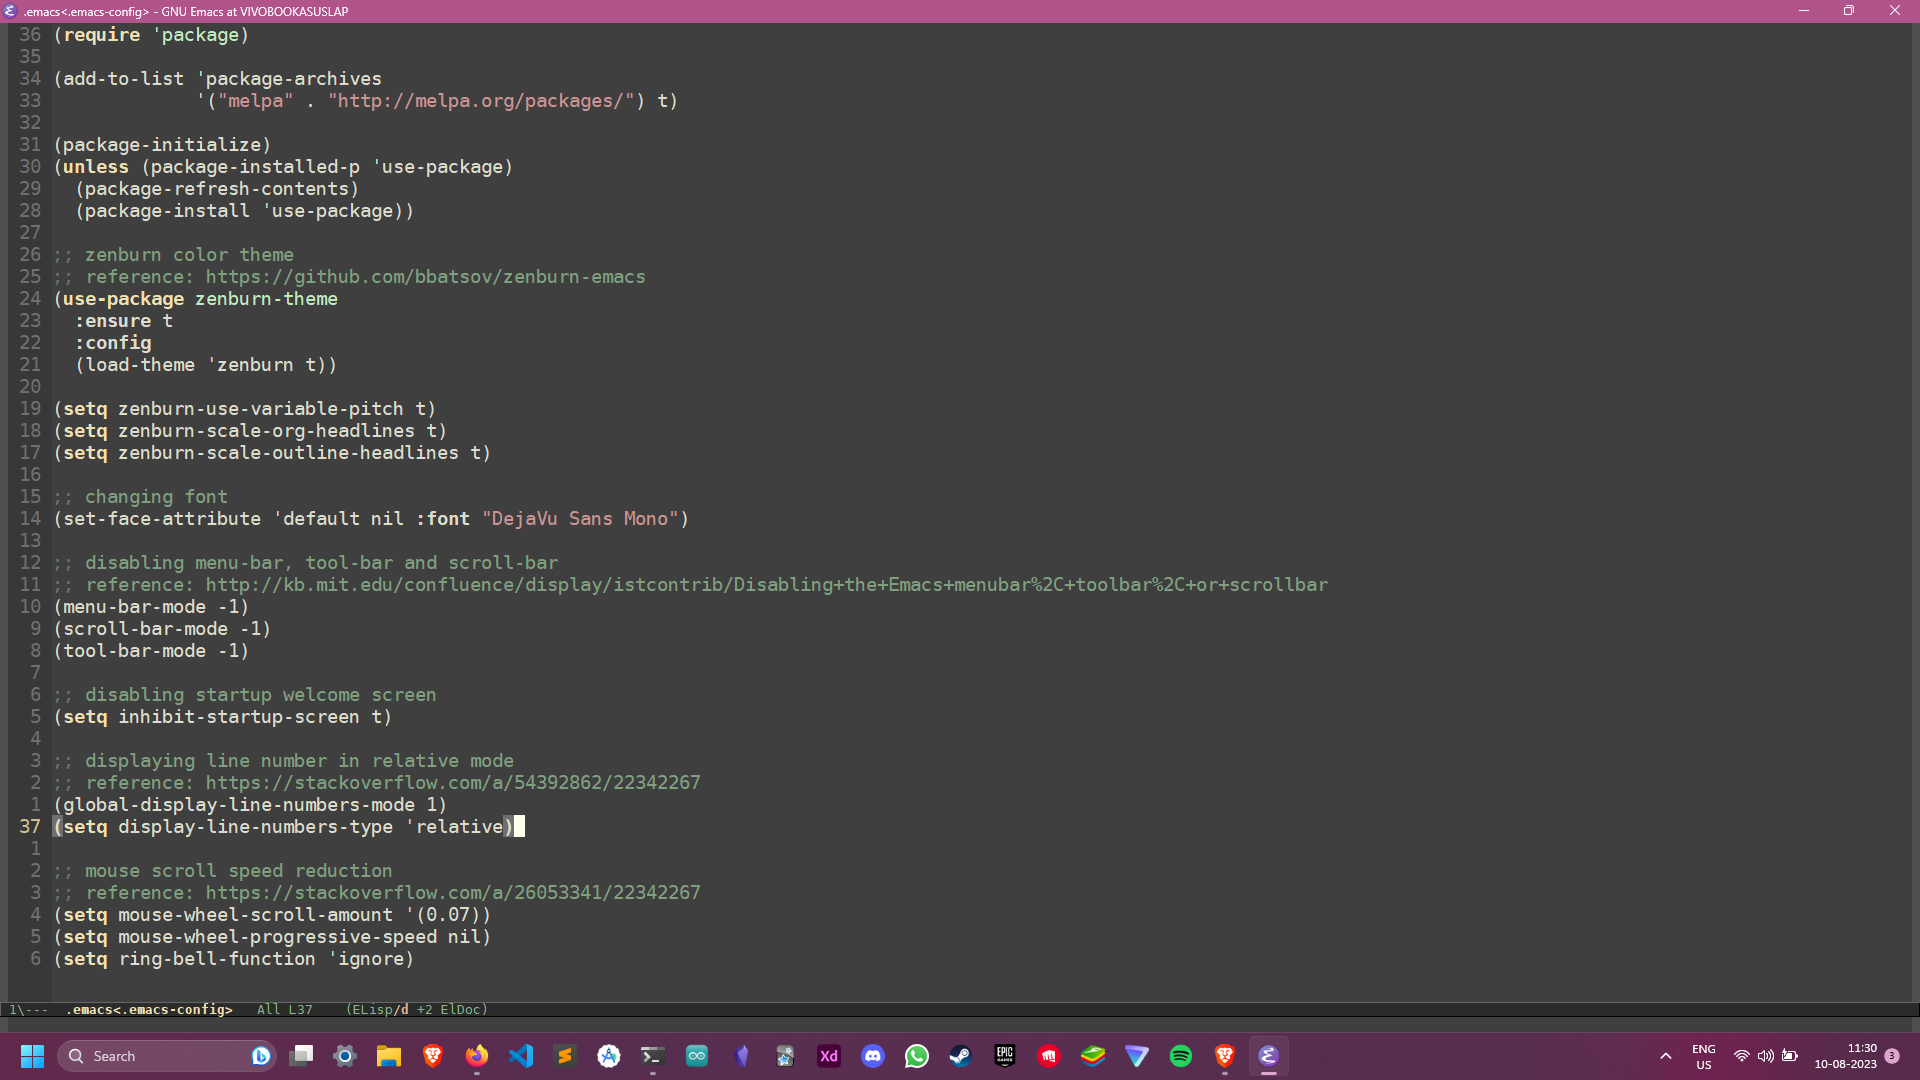 .emacs<.emacs-config> - GNU Emacs at VIVOBOOKASUSLAP
36 (require 'package)
35
34 (add-to-list 'package-archives
33              '("melpa" . "http://melpa.org/packages/") t)
32
31 (package-initialize)
30 (unless (package-installed-p 'use-package)
29   (package-refresh-contents)
28   (package-install 'use-package))
27
26 ;; zenburn color theme
25 ;; reference: https://github.com/bbatsov/zenburn-emacs
24 (use-package zenburn-theme
23   :ensure t
22   :config
21   (load-theme 'zenburn t))
20
19 (setq zenburn-use-variable-pitch t)
18 (setq zenburn-scale-org-headlines t)
17 (setq zenburn-scale-outline-headlines t)
16
15 ;; changing font
14 (set-face-attribute 'default nil :font "DejaVu Sans Mono")
13
12 ;; disabling menu-bar, tool-bar and scroll-bar
11 ;; reference: http://kb.mit.edu/confluence/display/istcontrib/Disabling+the+Emacs+menubar%2C+toolbar%2C+or+scrollbar
10 (menu-bar-mode -1)
9 (scroll-bar-mode -1)
8 (tool-bar-mode -1)
7
6 ;; disabling startup welcome screen
5 (setq inhibit-startup-screen t)
4
3 ;; displaying line number in relative mode
2 ;; reference: https://stackoverflow.com/a/54392862/22342267
1 (global-display-line-numbers-mode 1)
37 (setq display-line-numbers-type 'relative)
1
2 ;; mouse scroll speed reduction
3 ;; reference: https://stackoverflow.com/a/26053341/22342267
4 (setq mouse-wheel-scroll-amount '(0.07))
5 (setq mouse-wheel-progressive-speed nil)
6 (setq ring-bell-function 'ignore)
1\--- .emacs<.emacs-config> All L37 (ELisp/d +2 ElDoc)
Search
Xd
EPIC GAMES
ENG
US
11:30
10-08-2023
3